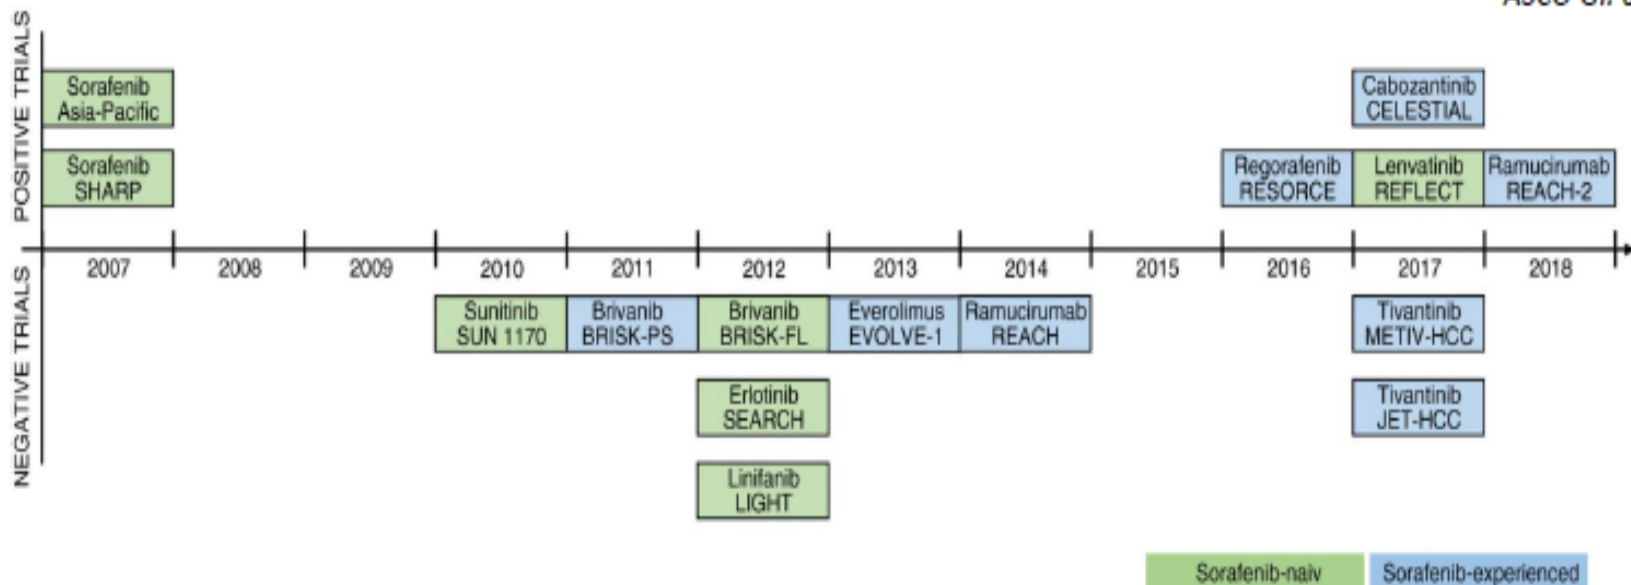 POSITIVE TRIALS
Sorafenib
Asia-Pacific
Cabozantinib
CELESTIAL
Sorafenib
SHARP
Regorafenib
RESORCE
Lenvatinib
REFLECT
Ramucirumab
REACH-2
2007 2008 2009 2010 2011 2012 2013 2014 2015 2016 2017 2018
NEGATIVE TRIALS
Sunitinib
SUN 1170
Brivanib
BRISK-PS
Brivanib
BRISK-FL
Everolimus
EVOLVE-1
Ramucirumab
REACH
Tivantinib
METIV-HCC
Erlotinib
SEARCH
Tivantinib
JET-HCC
Linifanib
LIGHT
Sorafenib-naiv
Sorafenib-experienced